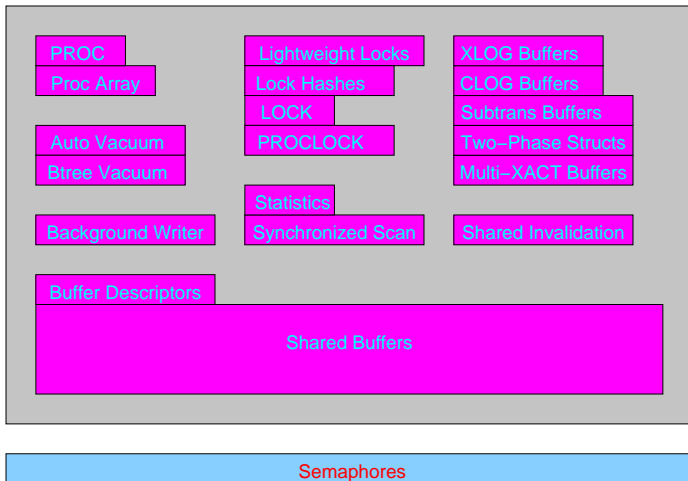 PROC
Proc Array
Auto Vacuum
Btree Vacuum
Background Writer
Buffer Descriptors
Lightweight Locks
Lock Hashes
LOCK
PROCLOCK
Statistics
Synchronized Scan
XLOG Buffers
CLOG Buffers
Subtrans Buffers
Two−Phase Structs
Multi−XACT Buffers
Shared Invalidation
Shared Buffers
Semaphores